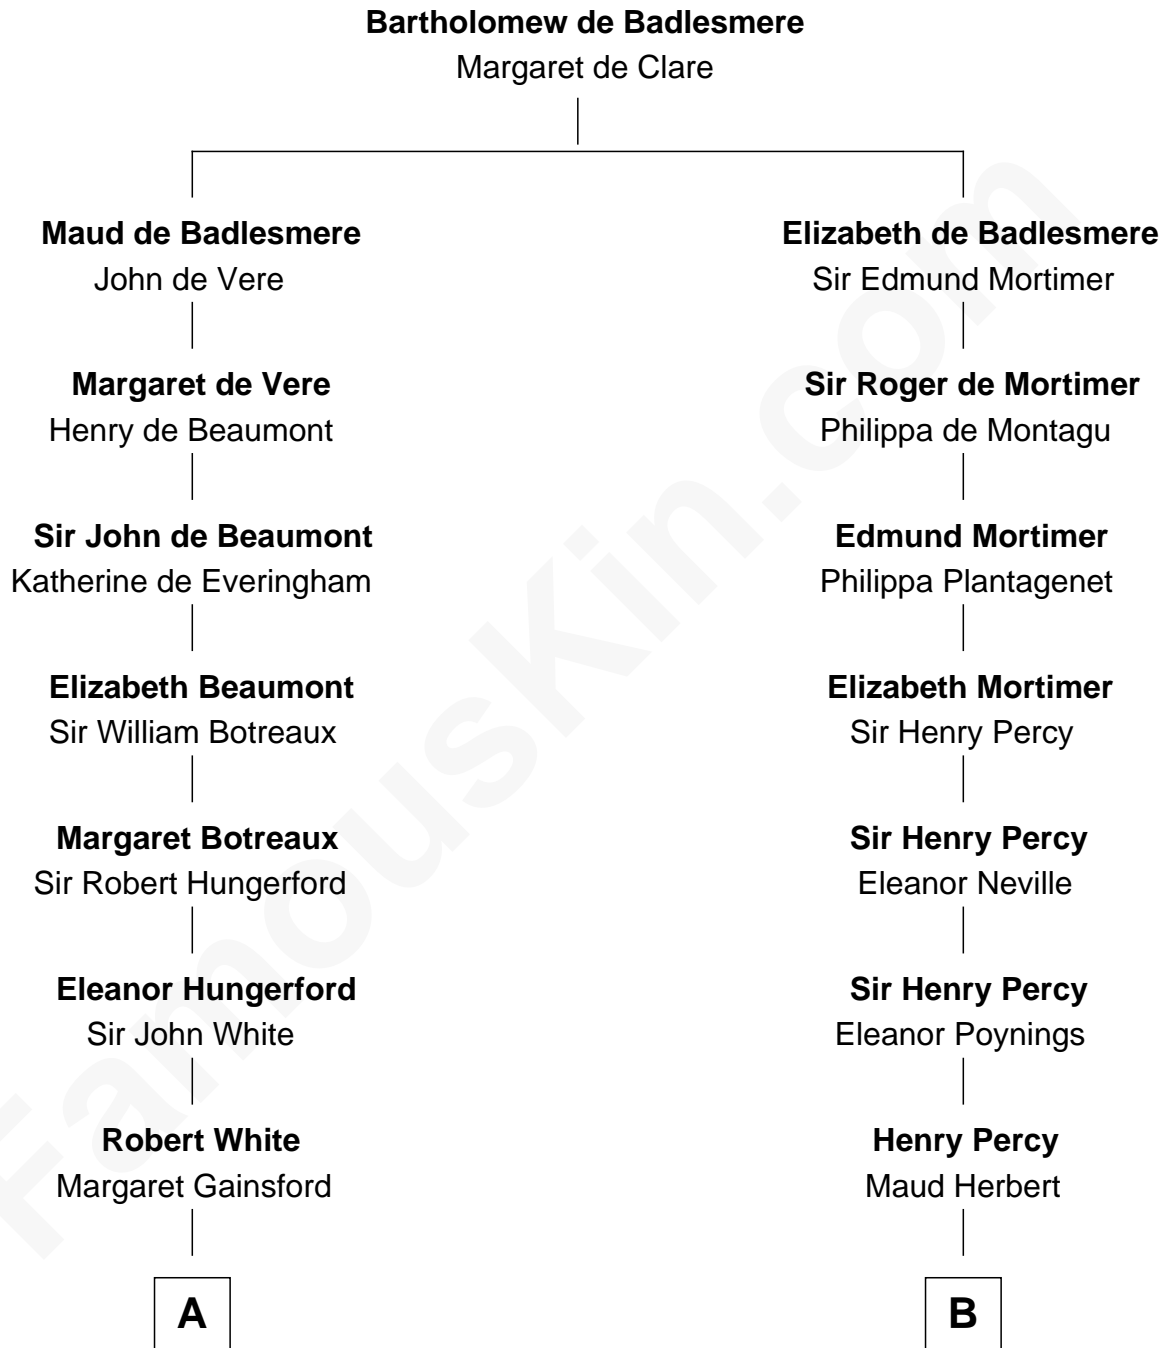 Bartholomew de Badlesmere
Margaret de Clare
Maud de Badlesmere
John de Vere
Margaret de Vere
Henry de Beaumont
Sir John de Beaumont
Katherine de Everingham
Elizabeth Beaumont
Sir William Botreaux
Margaret Botreaux
Sir Robert Hungerford
Eleanor Hungerford
Sir John White
Robert White
Margaret Gainsford
A
Elizabeth de Badlesmere
Sir Edmund Mortimer
Sir Roger de Mortimer
Philippa de Montagu
Edmund Mortimer
Philippa Plantagenet
Elizabeth Mortimer
Sir Henry Percy
Sir Henry Percy
Eleanor Neville
Sir Henry Percy
Eleanor Poynings
Henry Percy
Maud Herbert
B
FamousKin.com